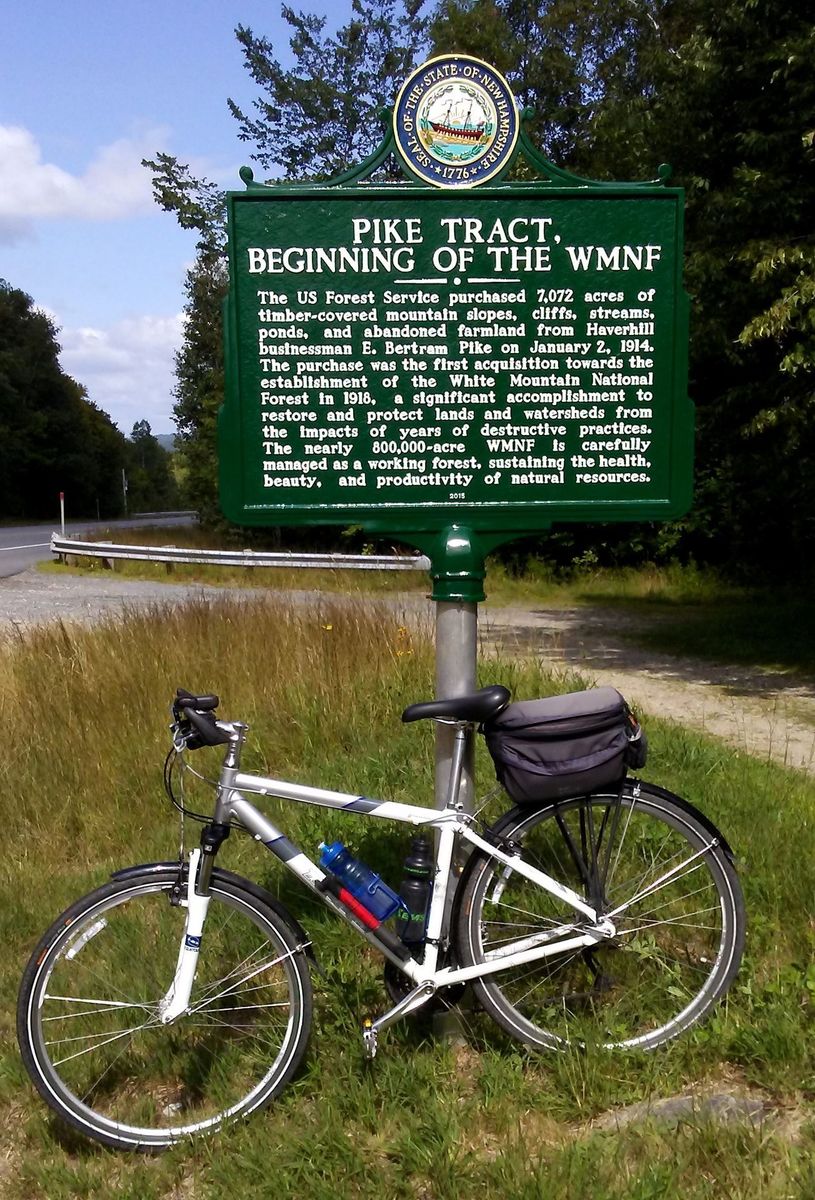 SEAL·OF·THE·STATE·OF·NEW HAMPSHIRE·
★1776★
PIKE TRACT,
BEGINNING OF THE WMNF
The US Forest Service purchased 7,072 acres of
timber-covered mountain slopes, cliffs, streams,
ponds, and abandoned farmland from Haverhill
businessman E. Bertram Pike on January 2, 1914.
The purchase was the first acquisition towards the
establishment of the White Mountain National
Forest in 1918, a significant accomplishment to
restore and protect lands and watersheds from
the impacts of years of destructive practices.
The nearly 800,000-acre WMNF is carefully
managed as a working forest, sustaining the health,
beauty, and productivity of natural resources.
2015